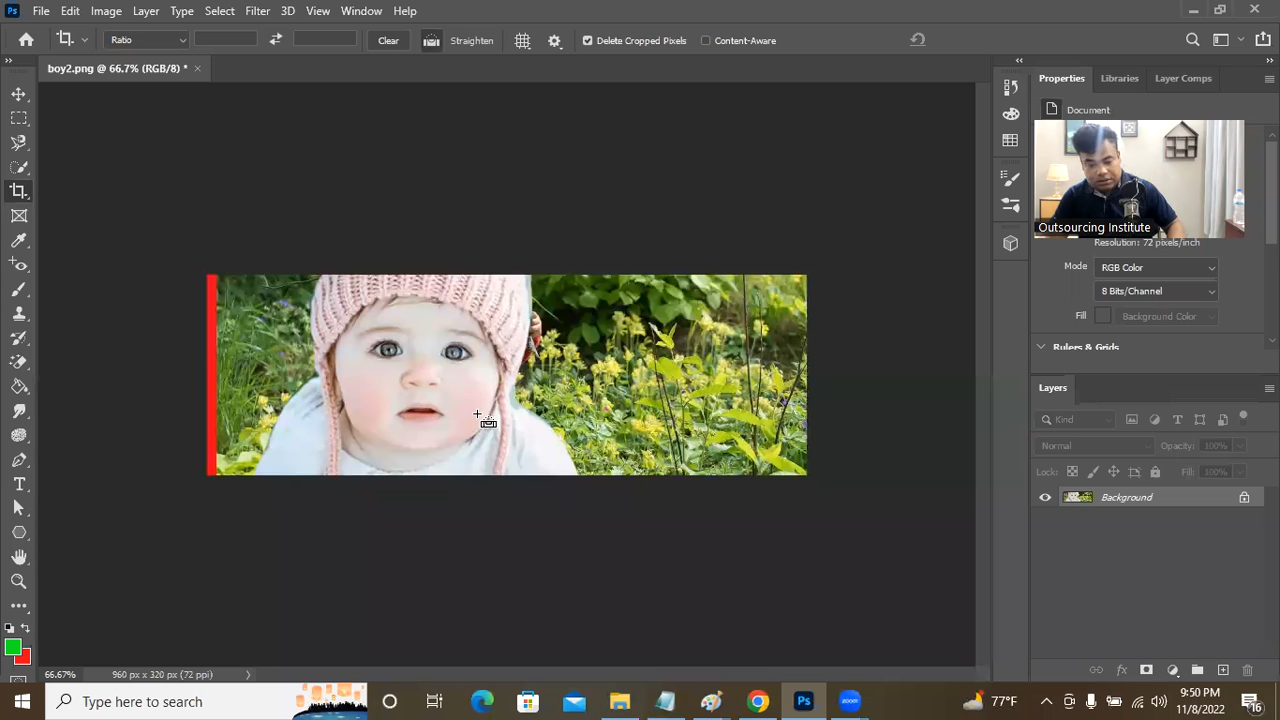 Ps File Edit Image Layer Type Select Filter 3D View Window Help
Ratio Clear Straighten Delete Cropped Pixels Content-Aware
boy2.png @ 66.7% (RGB/8) *
Properties Libraries Layer Comps
Document
Outsourcing Institute
Resolution: 72 pixels/inch
Mode RGB Color
8 Bits/Channel
Fill Background Color
Rulers & Grids
Layers
Kind
Normal Opacity: 100%
Lock: Fill: 100%
Background
T
66.67% 960 px x 320 px (72 ppi)
Type here to search
Ps
zoom
77°F
9:50 PM
11/8/2022
16